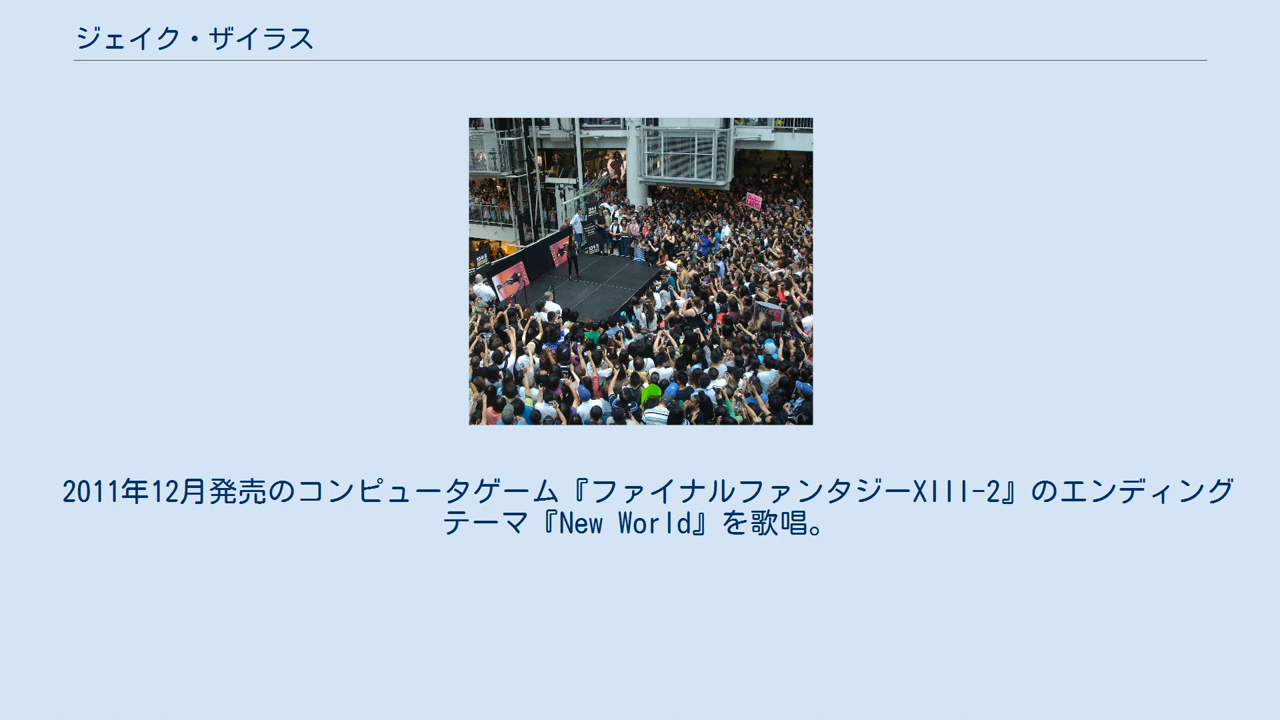 ジェイク・ザイラス
2011年12月発売のコンピュータゲーム『ファイナルファンタジーXIII-2』のエンディング
テーマ『New World』を歌唱。